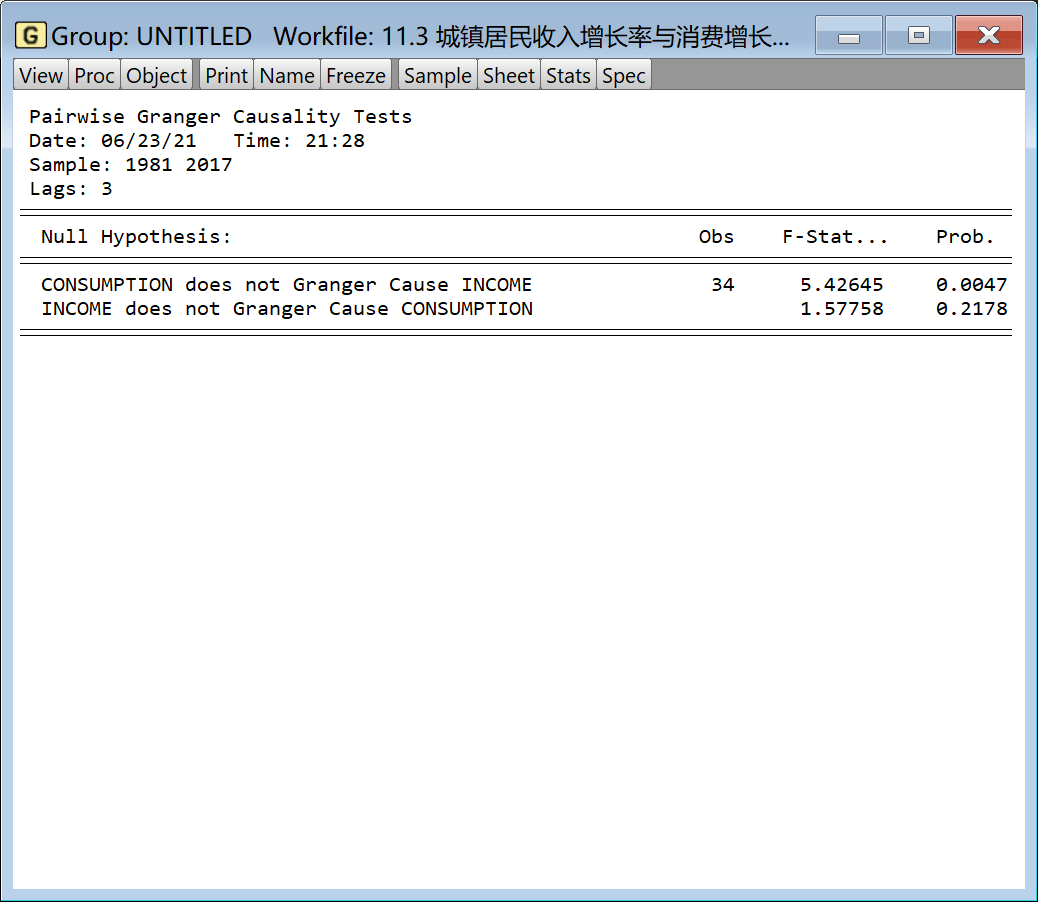 G Group: UNTITLED Workfile: 11.3 城镇居民收入增长率与消费增长...
View Proc Object Print Name Freeze Sample Sheet Stats Spec
Pairwise Granger Causality Tests
Date: 06/23/21 Time: 21:28
Sample: 1981 2017
Lags: 3
Null Hypothesis: Obs F-Stat... Prob.
CONSUMPTION does not Granger Cause INCOME 34 5.42645 0.0047
INCOME does not Granger Cause CONSUMPTION 1.57758 0.2178